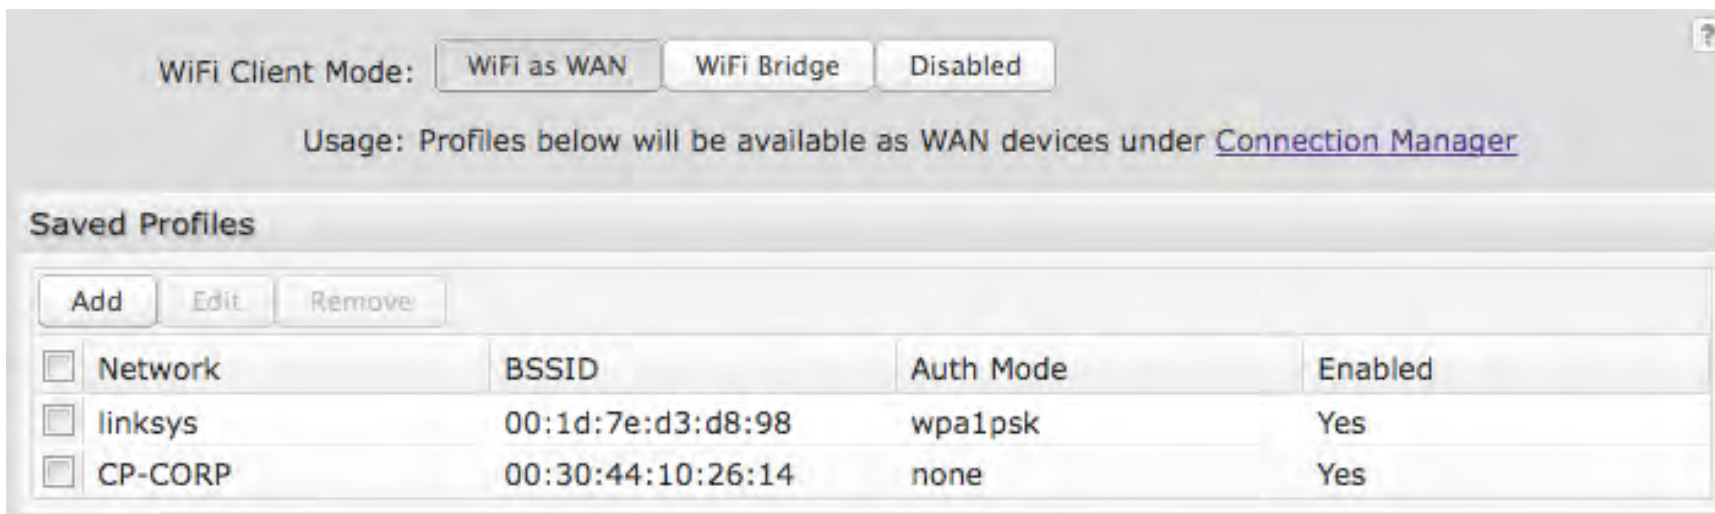 WiFi Client Mode: WiFi as WAN WiFi Bridge Disabled ?
Usage: Profiles below will be available as WAN devices under Connection Manager
Saved Profiles
Add Edit Remove
Network BSSID Auth Mode Enabled
linksys 00:1d:7e:d3:d8:98 wpa1psk Yes
CP-CORP 00:30:44:10:26:14 none Yes